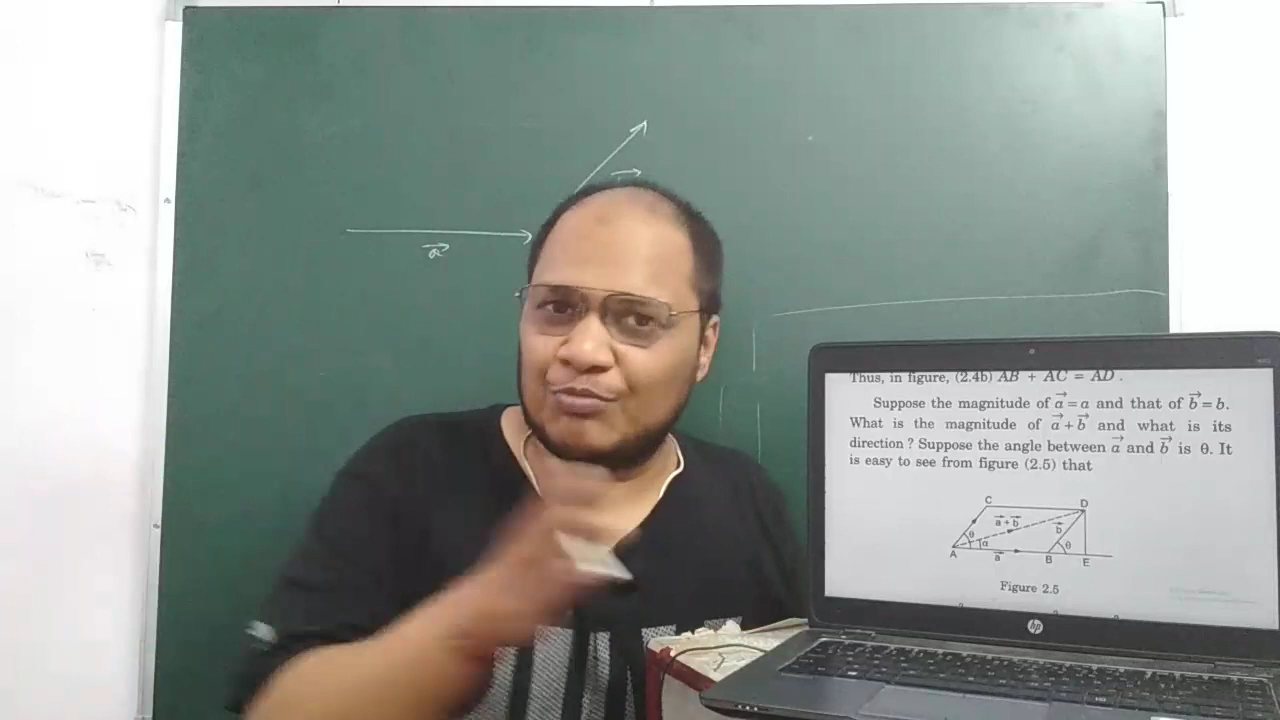 a⃗
Thus, in figure, (2.4b) AB + AC = AD .
Suppose the magnitude of a⃗ = a and that of b⃗ = b.
What is the magnitude of a⃗ + b⃗ and what is its
direction ? Suppose the angle between a⃗ and b⃗ is θ. It
is easy to see from figure (2.5) that
C D
a⃗ + b⃗ b⃗
θ α θ
A a⃗ B E
Figure 2.5
hp